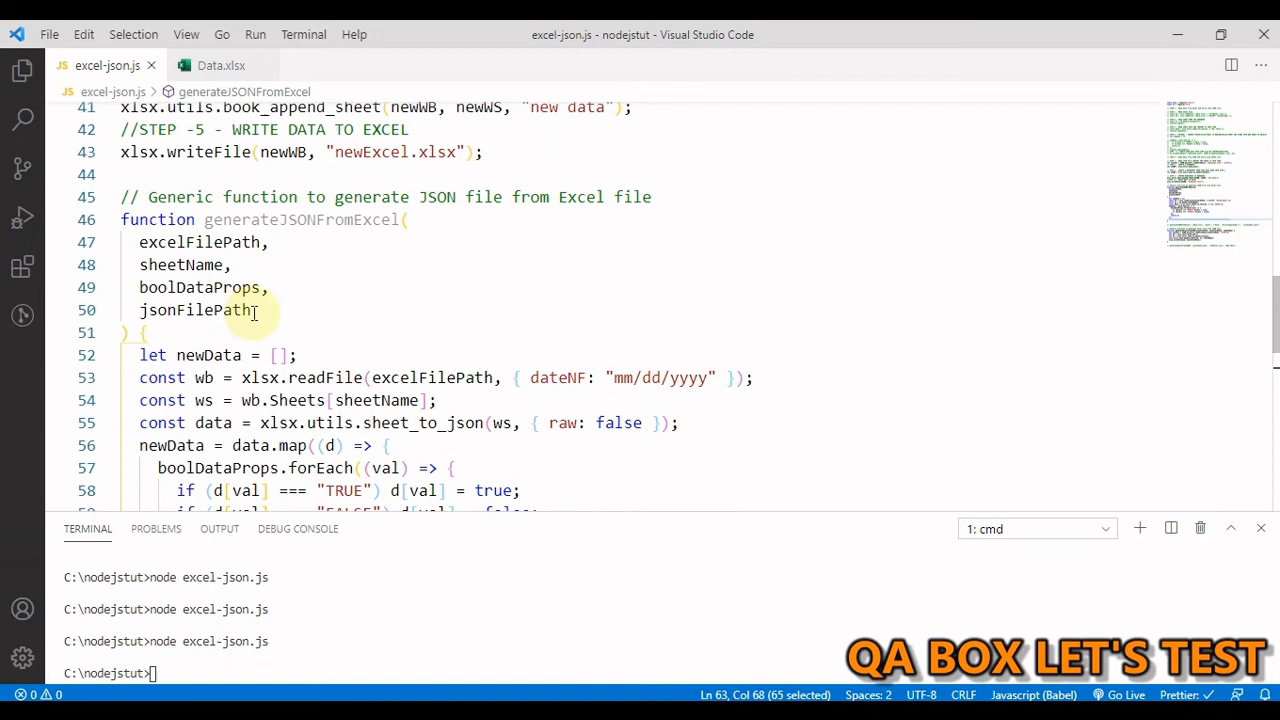 File Edit Selection View Go Run Terminal Help excel-json.js - nodejstut - Visual Studio Code
excel-json.js Data.xlsx
excel-json.js > generateJSONFromExcel
41 xlsx.utils.book_append_sheet(newWB, newWS, "new data");
42 //STEP -5 - WRITE DATA TO EXCEL
43 xlsx.writeFile(newWB, "newExcel.xlsx"
44
45 // Generic function to generate JSON File from Excel file
46 function generateJSONFromExcel(
47 excelFilePath,
48 sheetName,
49 boolDataProps,
50 jsonFilePath
51 ) {
52 let newData = [];
53 const wb = xlsx.readFile(excelFilePath, { dateNF: "mm/dd/yyyy" });
54 const ws = wb.Sheets[sheetName];
55 const data = xlsx.utils.sheet_to_json(ws, { raw: false });
56 newData = data.map((d) => {
57 boolDataProps.forEach((val) => {
58 if (d[val] === "TRUE") d[val] = true;
TERMINAL PROBLEMS OUTPUT DEBUG CONSOLE 1: cmd
C:\nodejstut>node excel-json.js
C:\nodejstut>node excel-json.js
C:\nodejstut>node excel-json.js
C:\nodejstut>
QA BOX LET'S TEST
0 0 Ln 63, Col 68 (65 selected) Spaces: 2 UTF-8 CRLF Javascript (Babel) Go Live Prettier: ✓